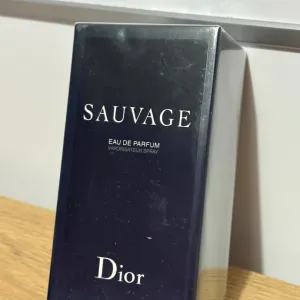 SAUVAGE
EAU DE PARFUM
VAPORISATEUR SPRAY
Dior